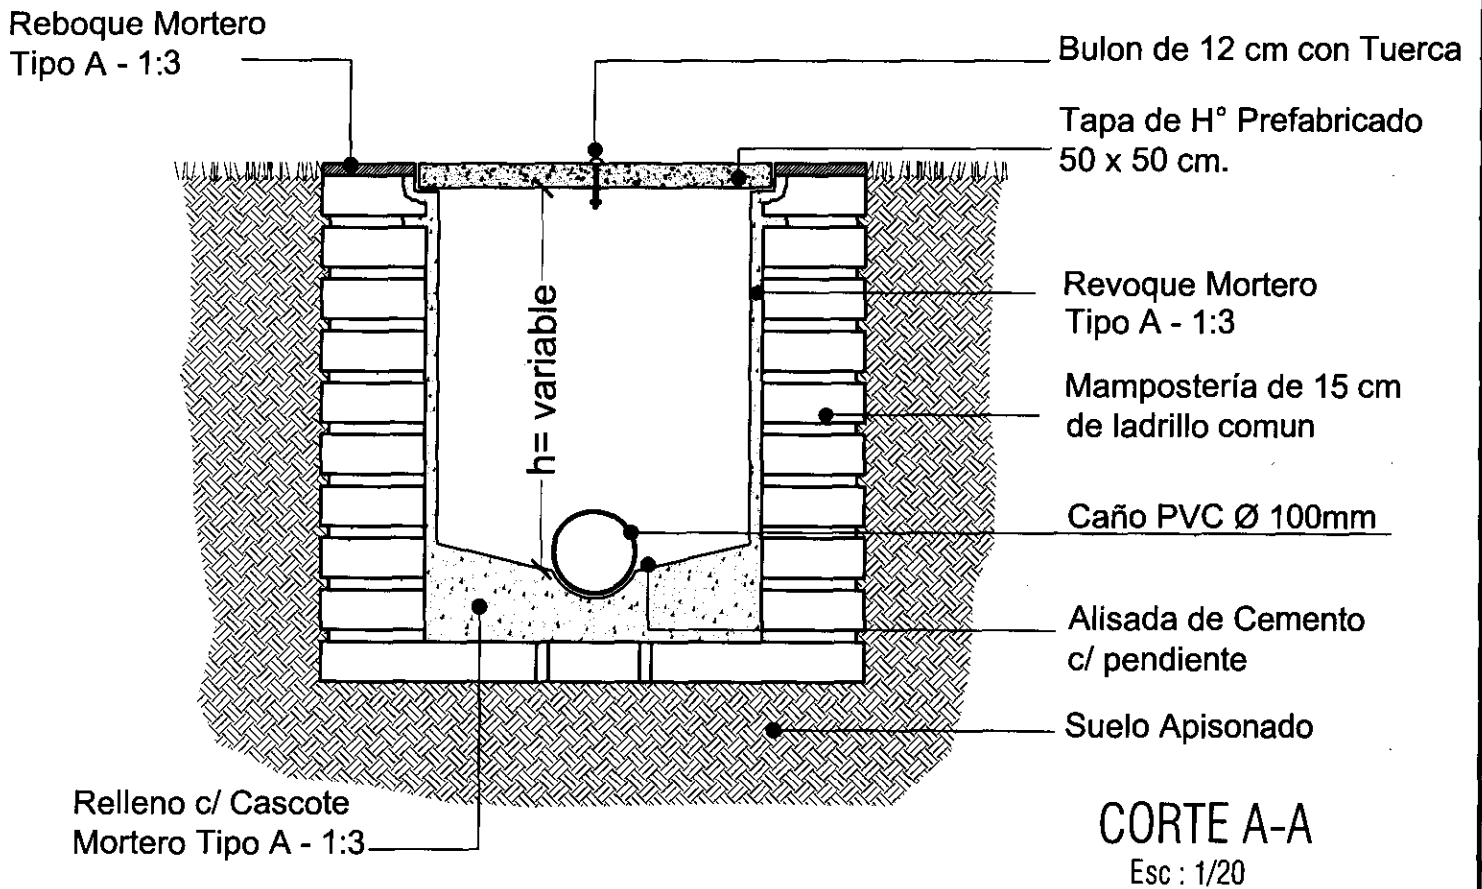 Reboque Mortero
Tipo A - 1:3
Bulon de 12 cm con Tuerca
Tapa de H° Prefabricado
50 x 50 cm.
Revoque Mortero
Tipo A - 1:3
h= variable
Mampostería de 15 cm
de ladrillo comun
Caño PVC Ø 100mm
Alisada de Cemento
c/ pendiente
Suelo Apisonado
Relleno c/ Cascote
Mortero Tipo A - 1:3
CORTE A-A
Esc : 1/20